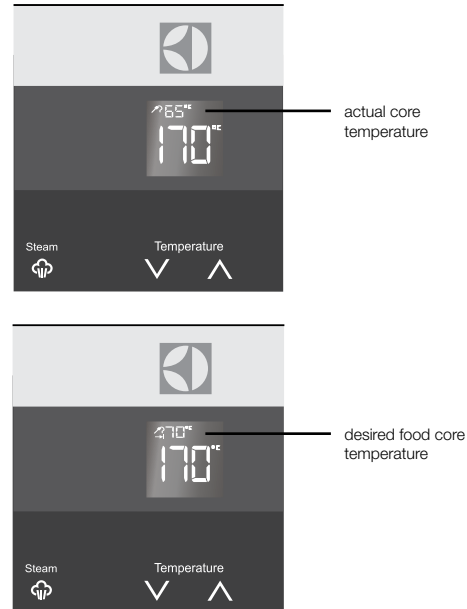 65°C
170°C
actual core
temperature
Steam
Temperature
70°C
170°C
desired food core
temperature
Steam
Temperature